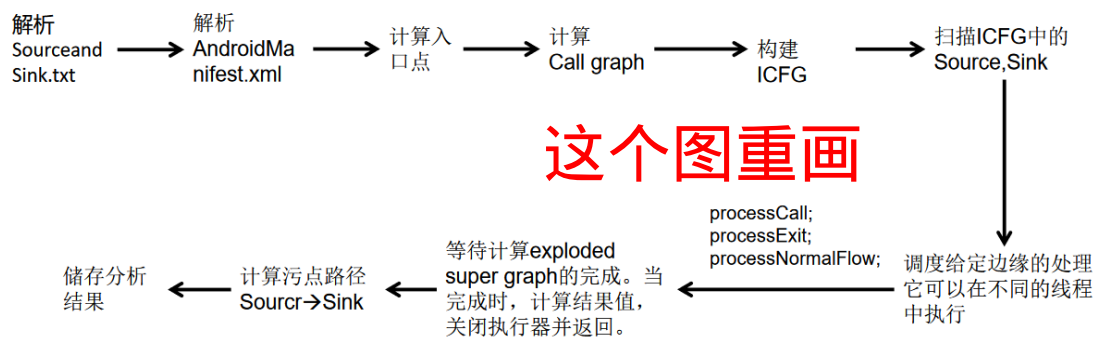 解析
Sourceand
Sink.txt
解析
AndroidMa
nifest.xml
计算入
口点
计算
Call graph
构建
ICFG
扫描ICFG中的
Source,Sink
这个图重画
processCall;
processExit;
processNormalFlow;
调度给定边缘的处理
它可以在不同的线程
中执行
等待计算exploded
super graph的完成。当
完成时，计算结果值，
关闭执行器并返回。
计算污点路径
Sourcr→Sink
储存分析
结果